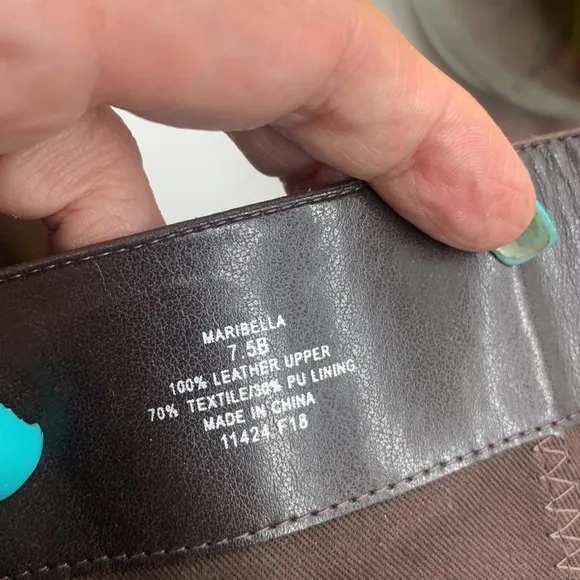 MARIBELLA
7.5B
100% LEATHER UPPER
70% TEXTILE/30% PU LINING
MADE IN CHINA
11424.F18